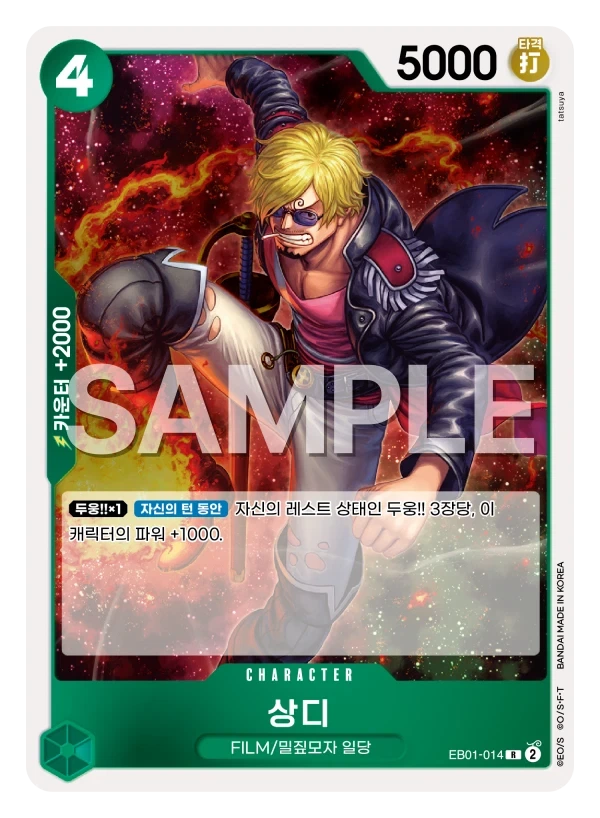 4
5000
타격
打
tatsuya
카운터 +2000
SAMPLE
두웅!!×1 자신의 턴 동안 자신의 레스트 상태인 두웅!! 3장당, 이
캐릭터의 파워 +1000.
CHARACTER
상디
FILM/밀짚모자 일당
EB01-014 R 2
©EO/S ©O/S·F·T BANDAI MADE IN KOREA